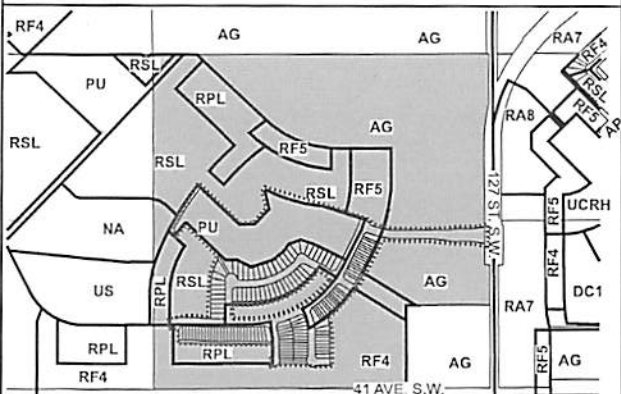 RF4
AG
AG
RA7
RF4
RSL
PU
RSL
RF5
AP
RPL
RA8
RSL
RF5
AG
RSL
RSL
RF5
127 ST. S.W.
RF5
UCRH
NA
PU
RF4
US
RPL
RSL
AG
RA7
DC1
RPL
RPL
RF4
AG
RF5
AG
RF4
41 AVE. S.W.